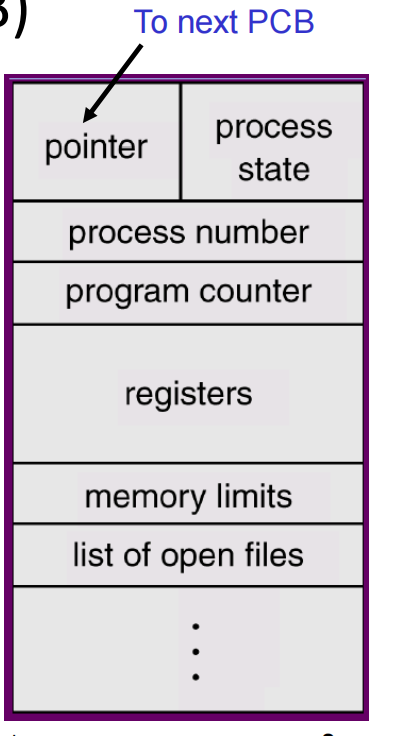 To next PCB
pointer
process
state
process number
program counter
registers
memory limits
list of open files